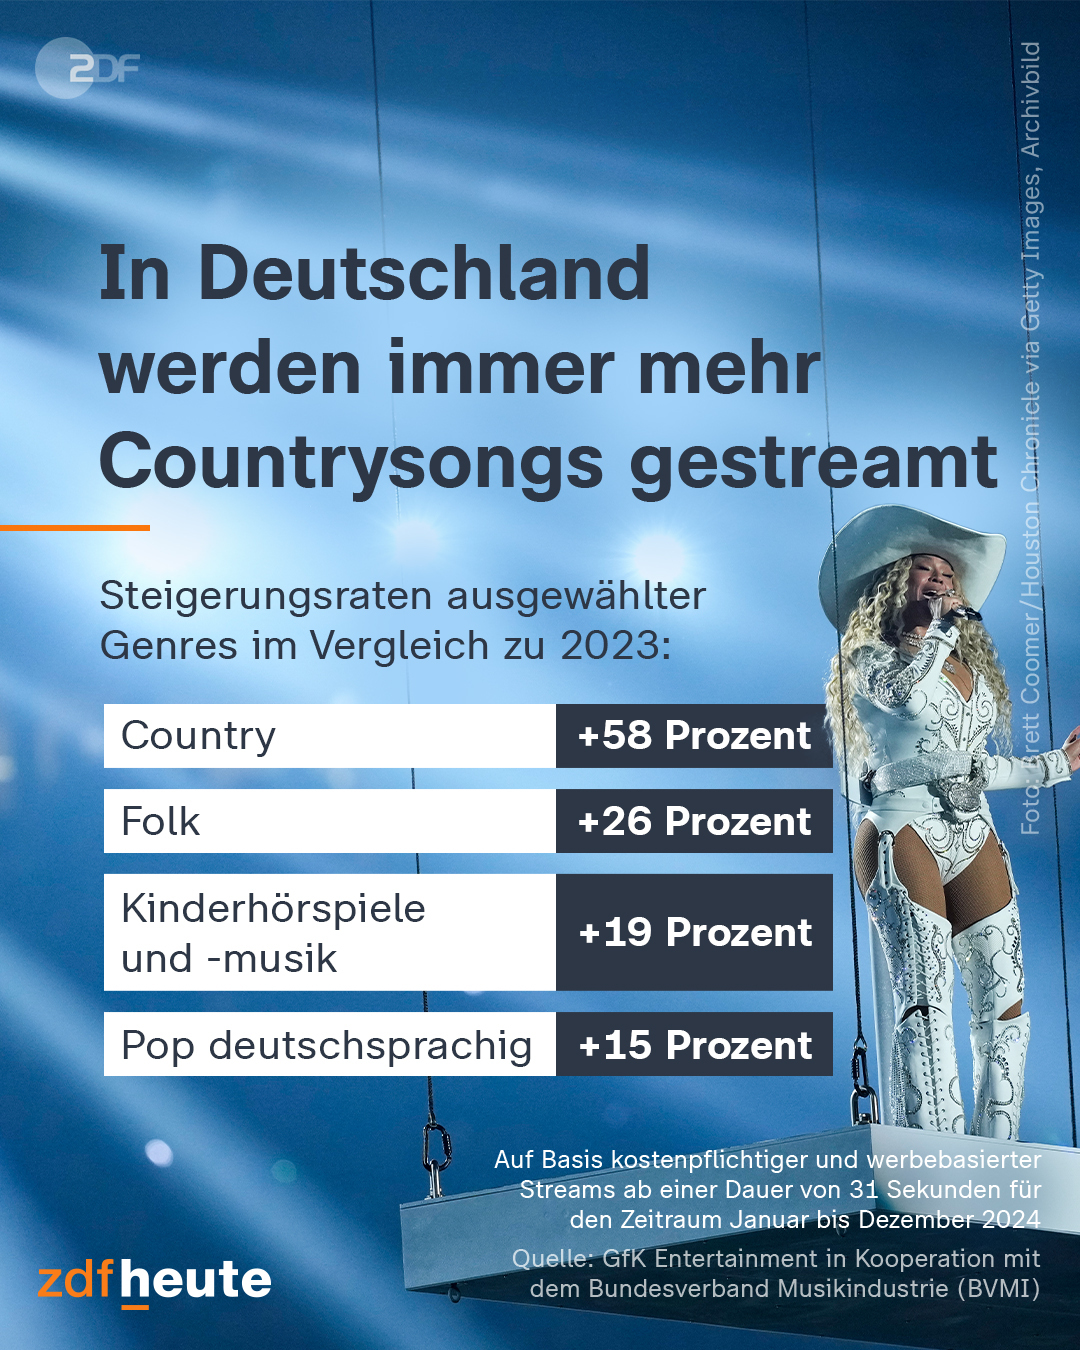 ZDF
In Deutschland
werden immer mehr
Countrysongs gestreamt
Steigerungsraten ausgewählter
Genres im Vergleich zu 2023:
Country +58 Prozent
Folk +26 Prozent
Kinderhörspiele
und -musik +19 Prozent
Pop deutschsprachig +15 Prozent
Auf Basis kostenpflichtiger und werbebasierter
Streams ab einer Dauer von 31 Sekunden für
den Zeitraum Januar bis Dezember 2024
Quelle: GfK Entertainment in Kooperation mit
dem Bundesverband Musikindustrie (BVMI)
zdfheute
Foto: Brett Coomer/Houston Chronicle via Getty Images, Archivbild